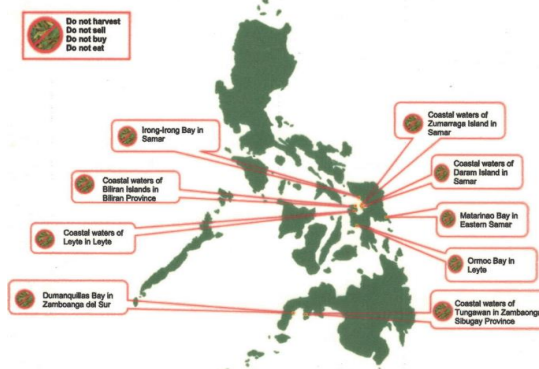 Do not harvest
Do not sell
Do not buy
Do not eat
Irong-Irong Bay in
Samar
Coastal waters of
Zumarraga Island in
Samar
Coastal waters of
Biliran Islands in
Biliran Province
Coastal waters of
Daram Island in
Samar
Coastal waters of
Leyte in Leyte
Matarinao Bay in
Eastern Samar
Ormoc Bay in
Leyte
Dumanquillas Bay in
Zamboanga del Sur
Coastal waters of
Tungawan in Zambaonga
Sibugay Province